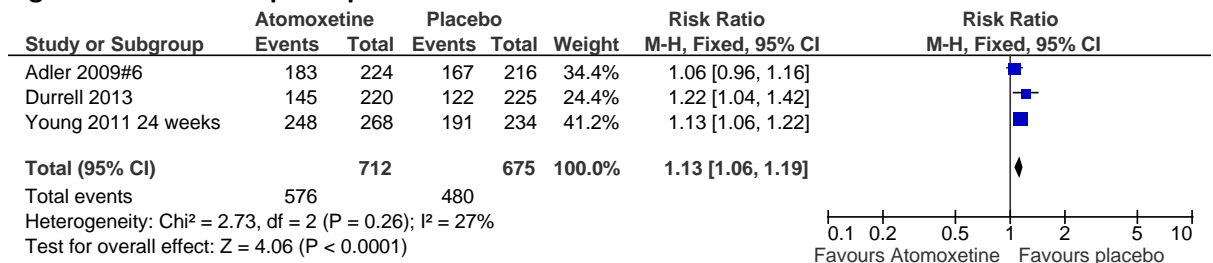 Atomoxetine Placebo Risk Ratio Risk Ratio
Study or Subgroup Events Total Events Total Weight M-H, Fixed, 95% CI M-H, Fixed, 95% CI
Adler 2009#6 183 224 167 216 34.4% 1.06 [0.96, 1.16]
Durrell 2013 145 220 122 225 24.4% 1.22 [1.04, 1.42]
Young 2011 24 weeks 248 268 191 234 41.2% 1.13 [1.06, 1.22]
Total (95% CI) 712 675 100.0% 1.13 [1.06, 1.19]
Total events 576 480
Heterogeneity: Chi² = 2.73, df = 2 (P = 0.26); I² = 27%
Test for overall effect: Z = 4.06 (P < 0.0001)
0.1 0.2 0.5 1 2 5 10
Favours Atomoxetine Favours placebo